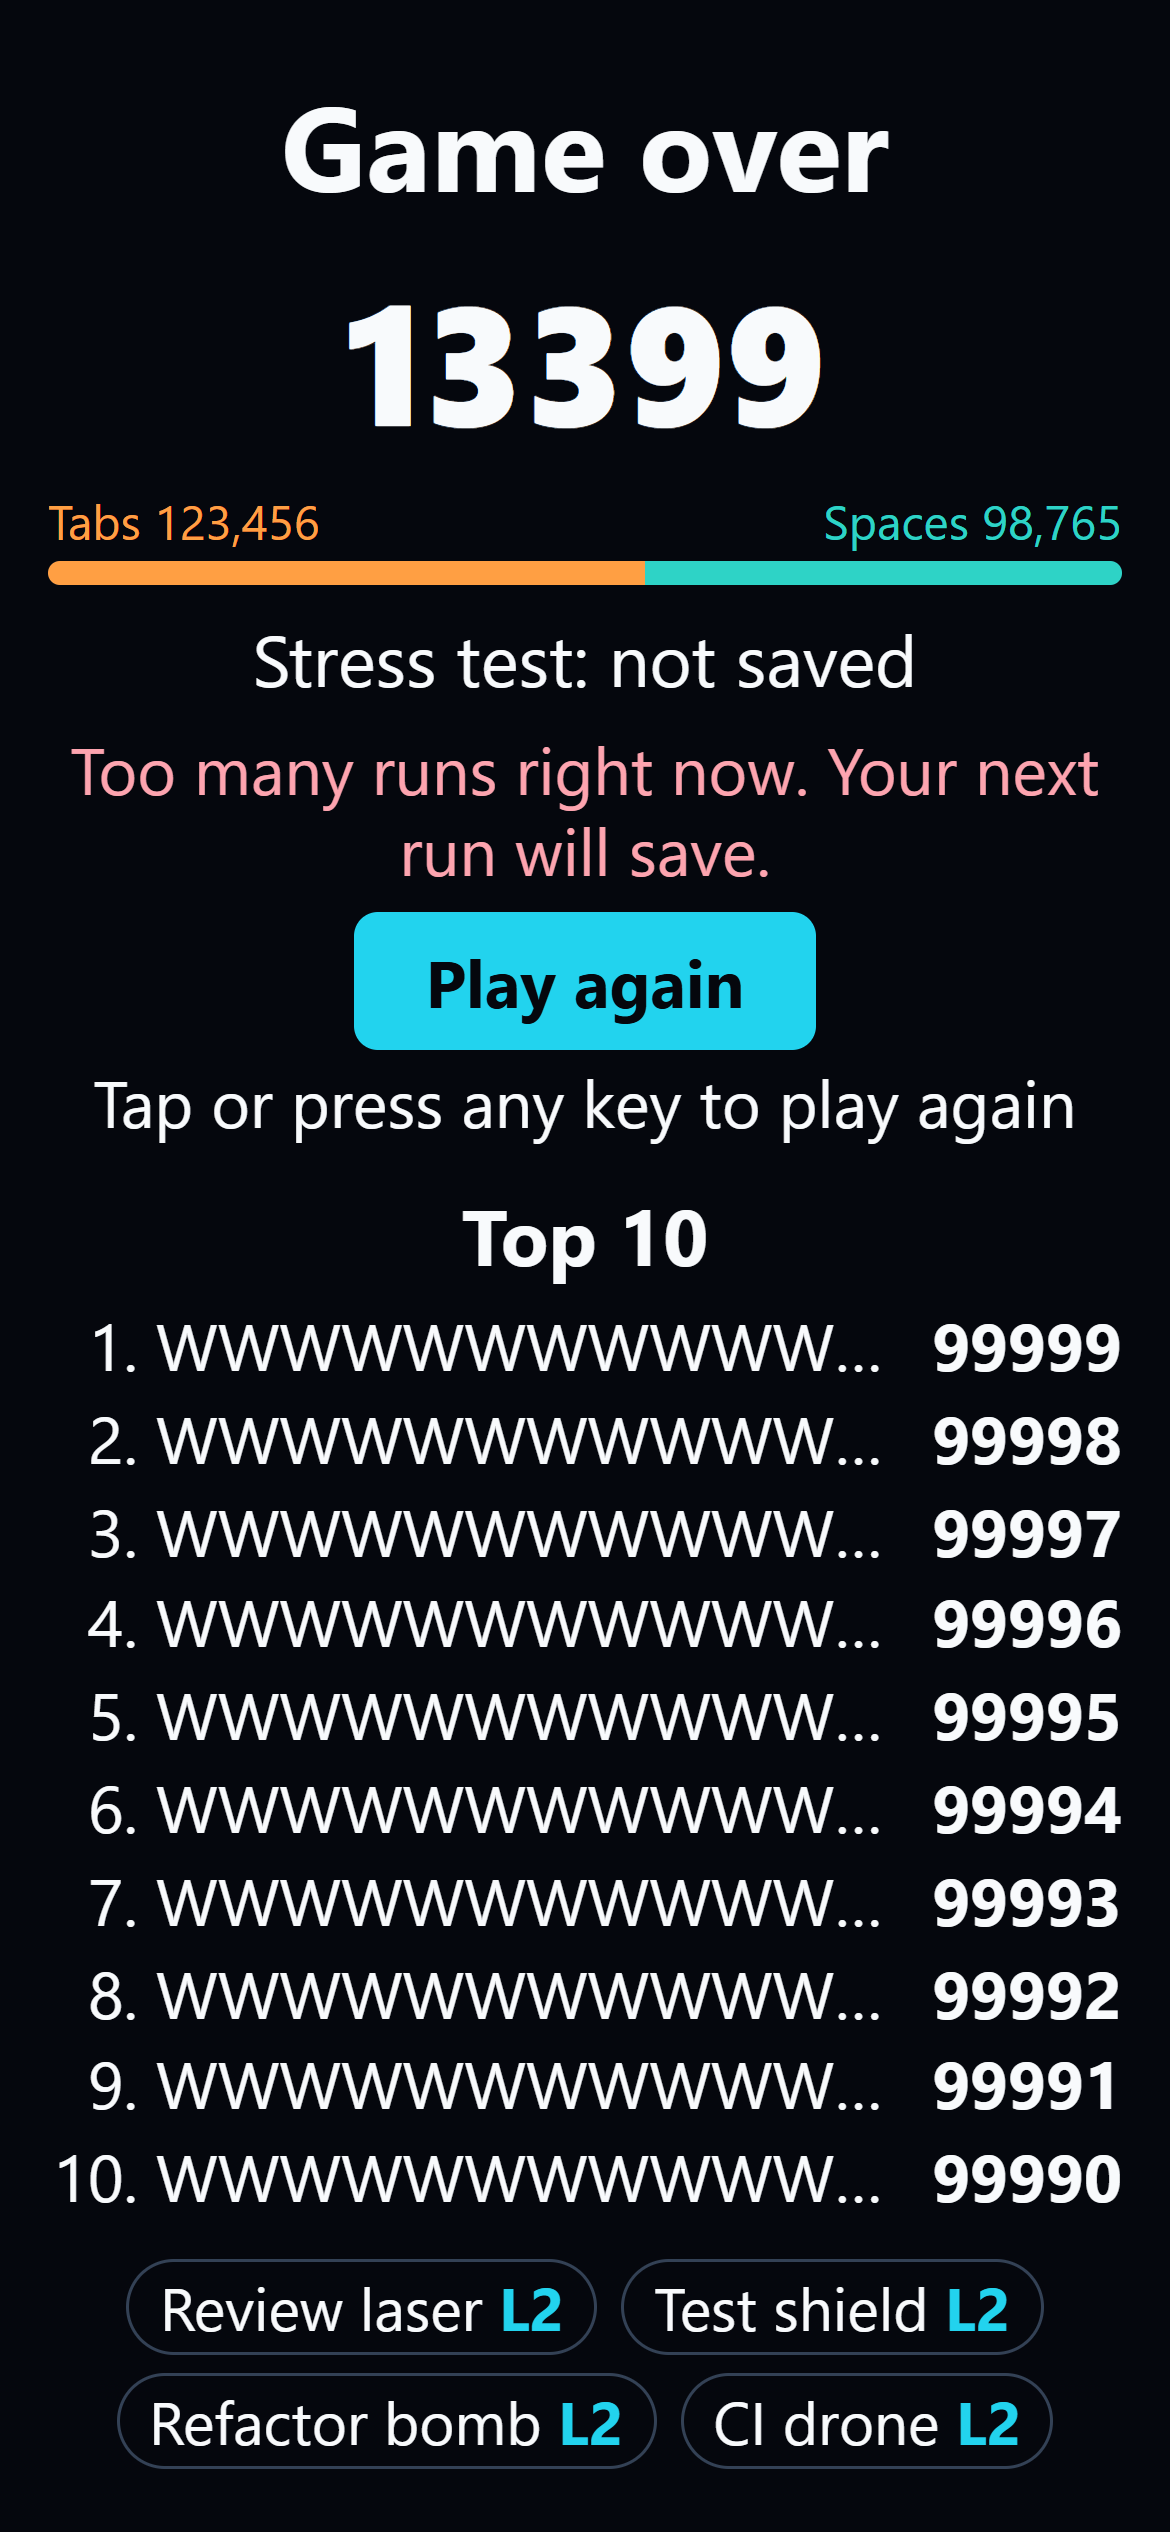 Game over
13399
Tabs 123,456 Spaces 98,765
Stress test: not saved
Too many runs right now. Your next
run will save.
Play again
Tap or press any key to play again
Top 10
1. WWWWWWWWWWW... 99999
2. WWWWWWWWWWW... 99998
3. WWWWWWWWWWW... 99997
4. WWWWWWWWWWW... 99996
5. WWWWWWWWWWW... 99995
6. WWWWWWWWWWW... 99994
7. WWWWWWWWWWW... 99993
8. WWWWWWWWWWW... 99992
9. WWWWWWWWWWW... 99991
10. WWWWWWWWWWW... 99990
Review laser L2 Test shield L2
Refactor bomb L2 CI drone L2